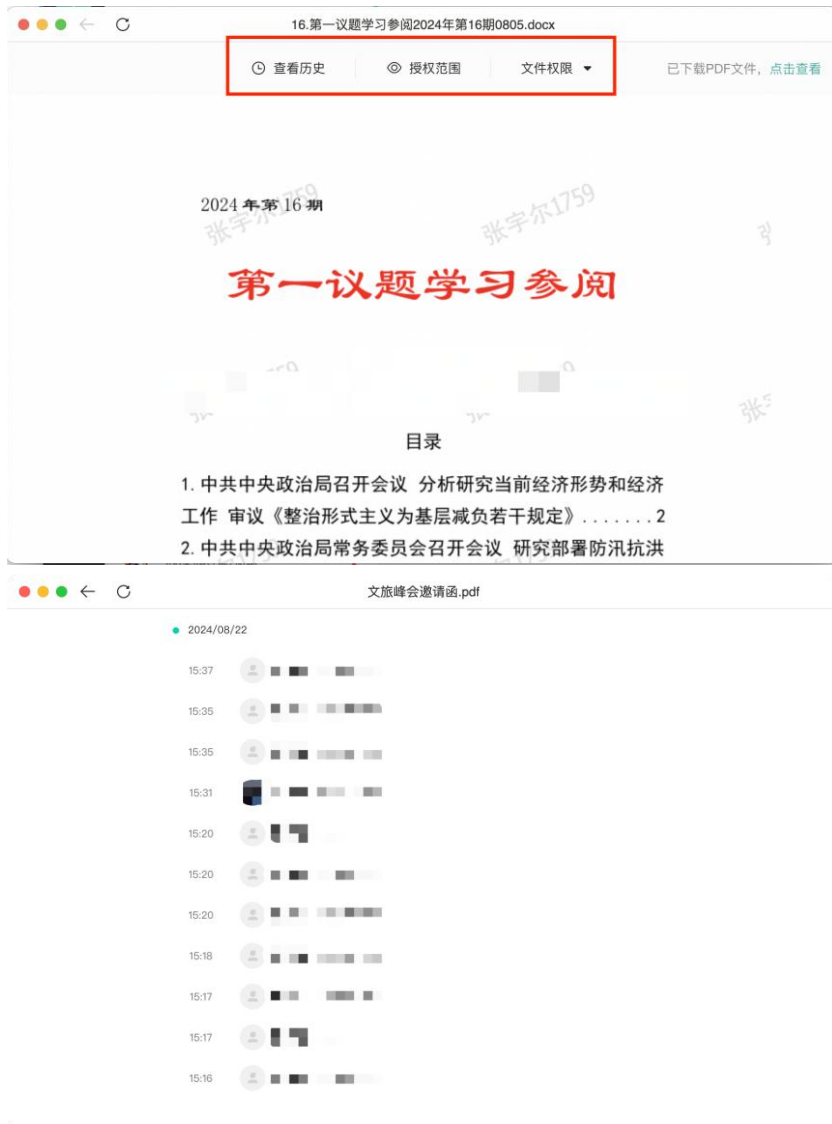 16.第一议题学习参阅2024年第16期0805.docx
查看历史 授权范围 文件权限 已下载PDF文件，点击查看
张宇尔1759
张宇尔1759
2024 年第 16 期
第一议题学习参阅
目录
1. 中共中央政治局召开会议 分析研究当前经济形势和经济
工作 审议《整治形式主义为基层减负若干规定》.......2
2. 中共中央政治局常务委员会召开会议 研究部署防汛抗洪
文旅峰会邀请函.pdf
2024/08/22
15:37
15:35
15:35
15:31
15:20
15:20
15:20
15:18
15:17
15:17
15:16